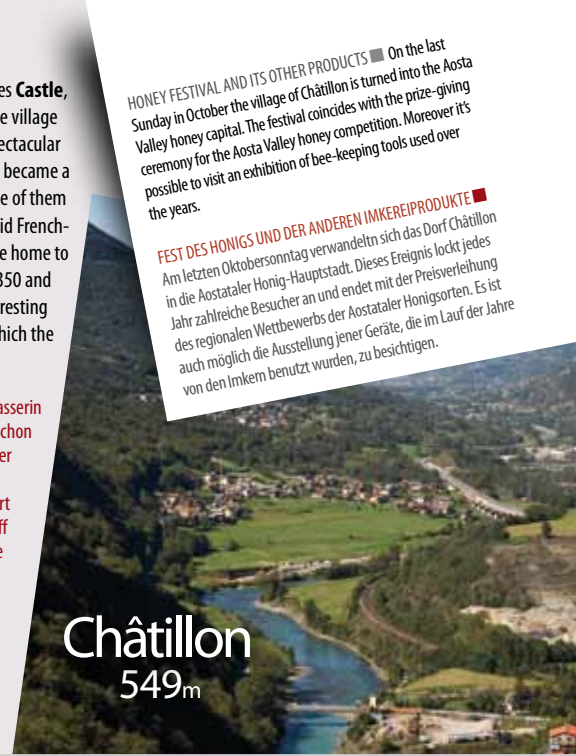 es Castle,
e village
ectacular
became a
e of them
id French-
e home to
350 and
resting
hich the
asserin
chon
er
rt
ff
e
HONEY FESTIVAL AND ITS OTHER PRODUCTS On the last
Sunday in October the village of Châtillon is turned into the Aosta
Valley honey capital. The festival coincides with the prize-giving
ceremony for the Aosta Valley honey competition. Moreover it's
possible to visit an exhibition of bee-keeping tools used over
the years.
FEST DES HONIGS UND DER ANDEREN IMKEREIPRODUKTE
Am letzten Oktobersonntag verwandeltn sich das Dorf Châtillon
in die Aostataler Honig-Hauptstadt. Dieses Ereignis lockt jedes
Jahr zahlreiche Besucher an und endet mit der Preisverleihung
des regionalen Wettbewerbs der Aostataler Honigsorten. Es ist
auch möglich die Ausstellung jener Geräte, die im Lauf der Jahre
von den Imkern benutzt wurden, zu besichtigen.
Châtillon
549m